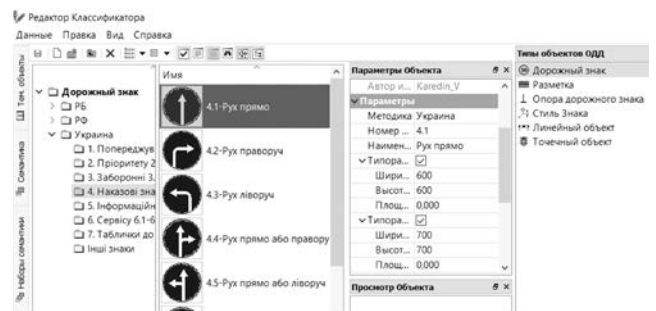 Редактор Классификатора
Данные Правка Вид Справка
Тем. объекты
Семантика
Наборы семантики
Дорожный знак
РБ
РФ
Украина
1. Попереджув
2. Пріоритету 2
3. Заборонні 3.
4. Наказові зна
5. Інформаційн
6. Сервісу 6.1-6
7. Таблички до
Інші знаки
Имя
4.1-Рух прямо
4.2-Рух праворуч
4.3-Рух ліворуч
4.4-Рух прямо або правору
4.5-Рух прямо або ліворуч
Параметры Объекта
Автор и... Karedin_V
Параметры
Методика Украина
Номер ... 4.1
Наимен... Рух прямо
Типора...
Шири... 600
Высот... 600
Площ... 0,000
Типора...
Шири... 700
Высот... 700
Площ... 0,000
Просмотр Объекта
Типы объектов ОДД
Дорожный знак
Разметка
Опора дорожного знака
Стиль Знака
Линейный объект
Точечный объект